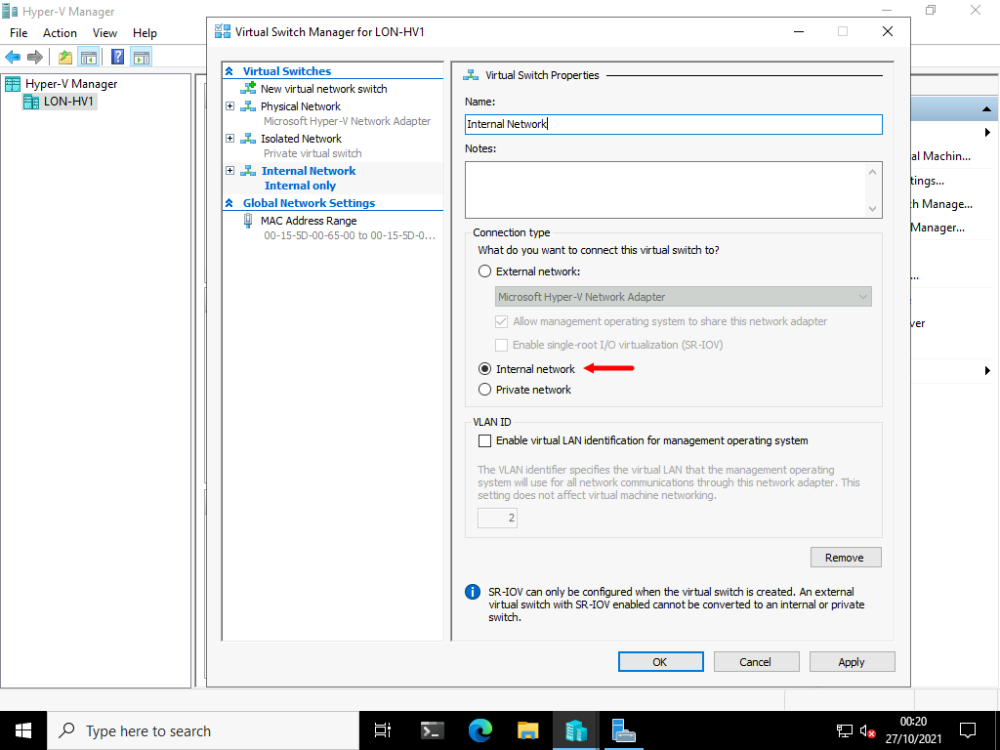 Hyper-V Manager
File Action View Help
Hyper-V Manager
LON-HV1
Virtual Switch Manager for LON-HV1
Virtual Switches
New virtual network switch
Physical Network
Microsoft Hyper-V Network Adapter
Isolated Network
Private virtual switch
Internal Network
Internal only
Global Network Settings
MAC Address Range
00-15-5D-00-65-00 to 00-15-5D-0...
Virtual Switch Properties
Name:
Internal Network
Notes:
Connection type
What do you want to connect this virtual switch to?
External network:
Microsoft Hyper-V Network Adapter
Allow management operating system to share this network adapter
Enable single-root I/O virtualization (SR-IOV)
Internal network
Private network
VLAN ID
Enable virtual LAN identification for management operating system
The VLAN identifier specifies the virtual LAN that the management operating
system will use for all network communications through this network adapter. This
setting does not affect virtual machine networking.
2
Remove
SR-IOV can only be configured when the virtual switch is created. An external
virtual switch with SR-IOV enabled cannot be converted to an internal or private
switch.
OK Cancel Apply
al Machin...
tings...
h Manage...
Manager...
...
ver
Type here to search
00:20
27/10/2021